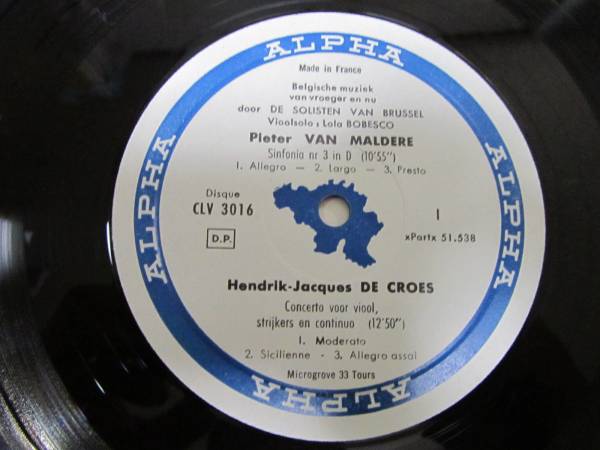 ALPHA
Made in France
Belgische muziek
van vroeger en nu
door DE SOLISTEN VAN BRUSSEL
Vioolsolo : Lola BOBESCO
Pieter VAN MALDERE
Sinfonia nr 3 in D (10'55")
1. Allegro — 2. Largo — 3. Presto
Disque
CLV 3016
D.P.
I
xPartx 51.538
Hendrik-Jacques DE CROES
Concerto voor viool,
strijkers en continuo (12'50")
1. Moderato
2. Sicilienne - 3. Allegro assai
Microgrove 33 Tours
ALPHA
ALPHA
ALPHA
ALPHA